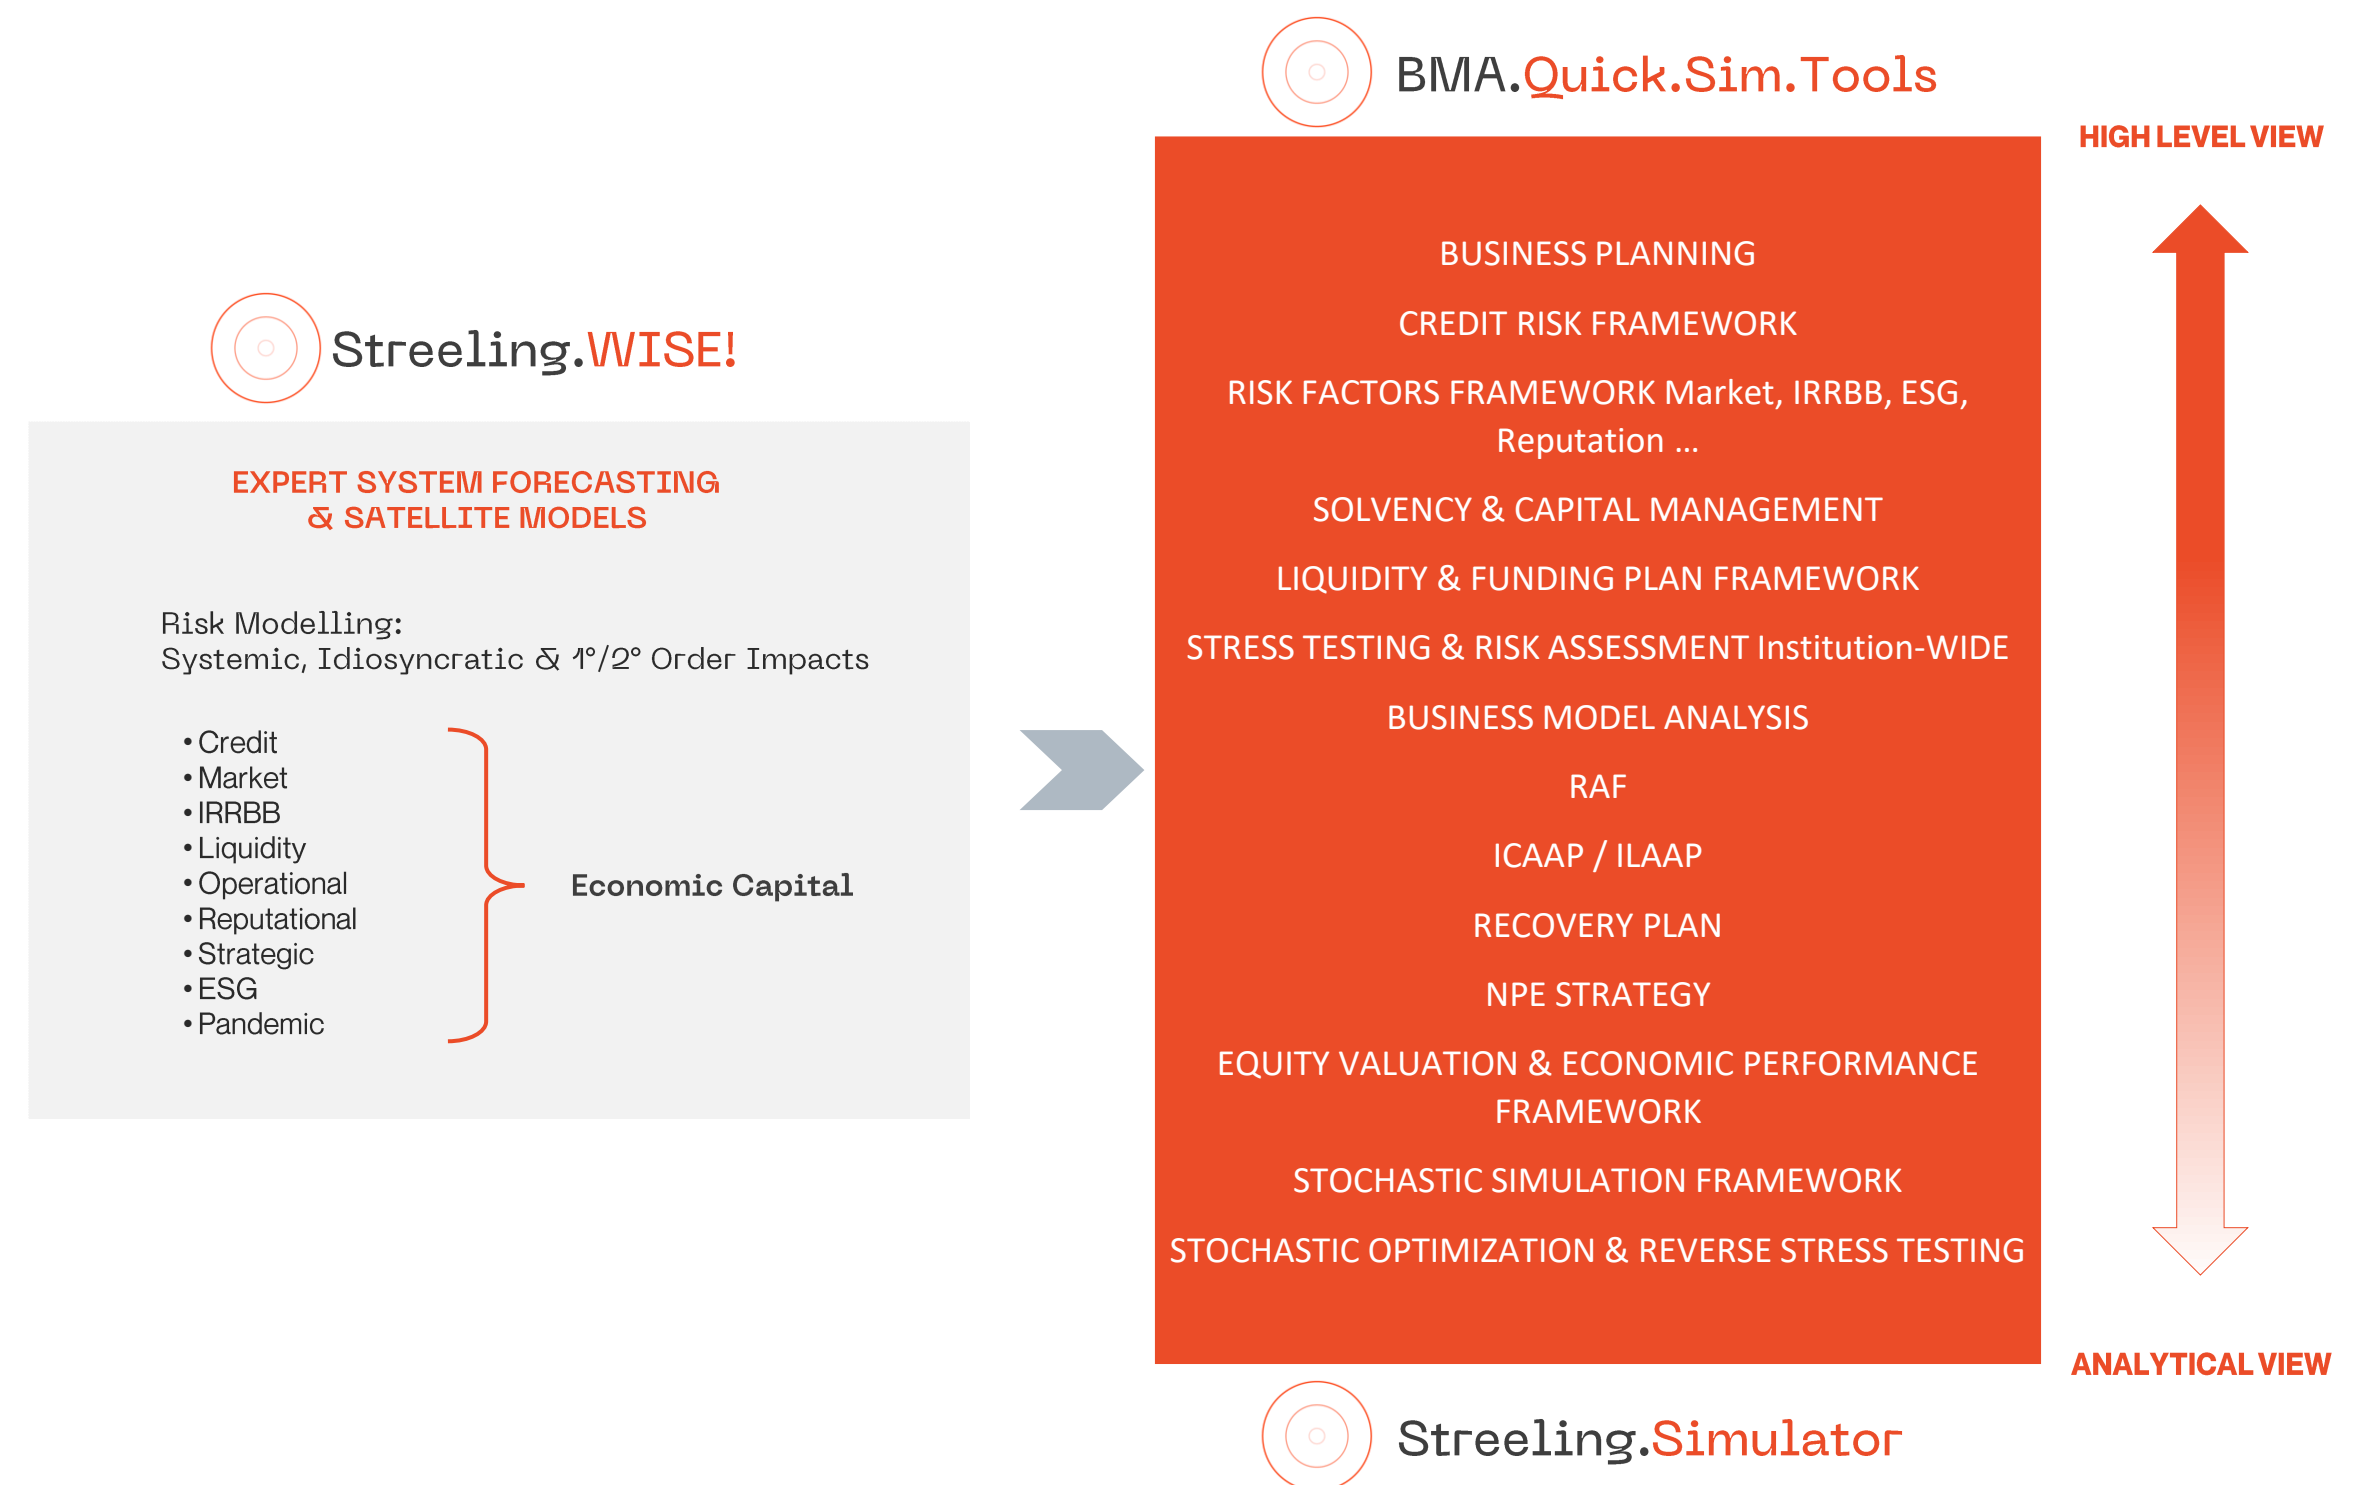 Streeling.WISE!
EXPERT SYSTEM FORECASTING
& SATELLITE MODELS
Risk Modelling:
Systemic, Idiosyncratic & 1°/2° Order Impacts
• Credit
• Market
• IRRBB
• Liquidity
• Operational
• Reputational
• Strategic
• ESG
• Pandemic
Economic Capital
BMA.Quick.Sim.Tools
BUSINESS PLANNING
CREDIT RISK FRAMEWORK
RISK FACTORS FRAMEWORK Market, IRRBB, ESG,
Reputation ...
SOLVENCY & CAPITAL MANAGEMENT
LIQUIDITY & FUNDING PLAN FRAMEWORK
STRESS TESTING & RISK ASSESSMENT Institution-WIDE
BUSINESS MODEL ANALYSIS
RAF
ICAAP / ILAAP
RECOVERY PLAN
NPE STRATEGY
EQUITY VALUATION & ECONOMIC PERFORMANCE
FRAMEWORK
STOCHASTIC SIMULATION FRAMEWORK
STOCHASTIC OPTIMIZATION & REVERSE STRESS TESTING
Streeling.Simulator
HIGH LEVEL VIEW
ANALYTICAL VIEW